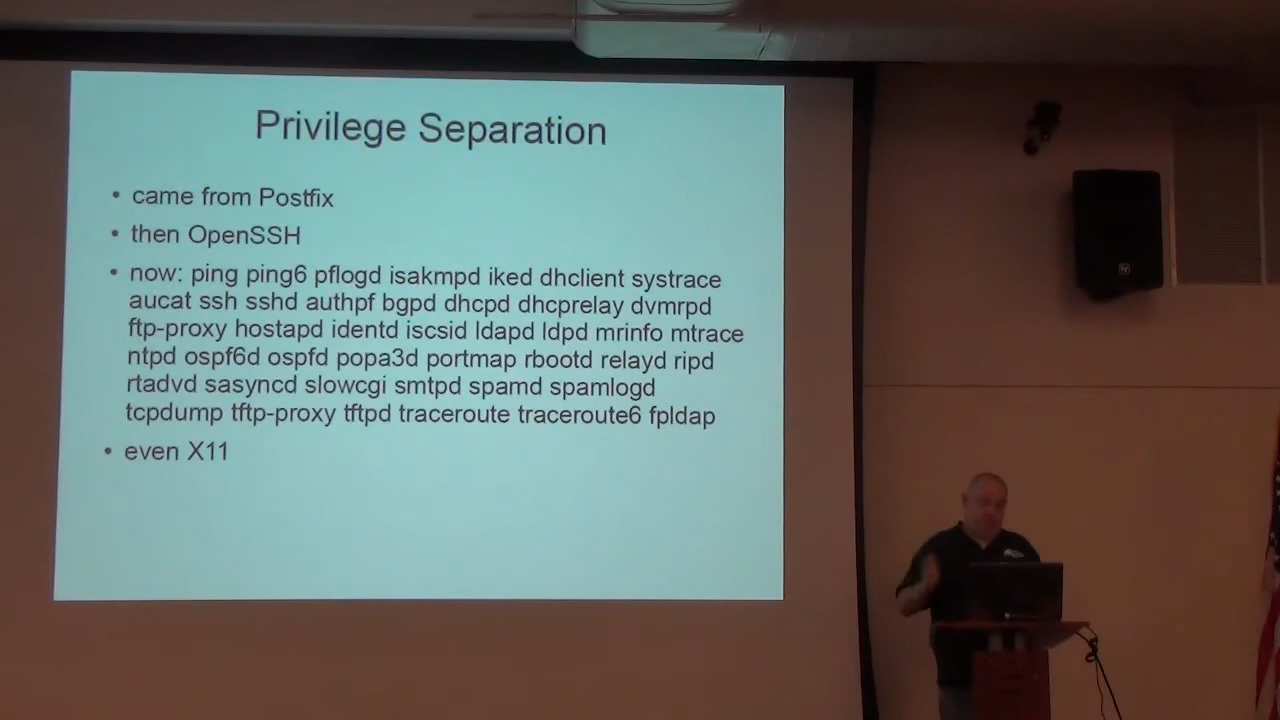 Privilege Separation
• came from Postfix
• then OpenSSH
• now: ping ping6 pflogd isakmpd iked dhclient systrace
aucat ssh sshd authpf bgpd dhcpd dhcprelay dvmrpd
ftp-proxy hostapd identd iscsid ldapd ldpd mrinfo mtrace
ntpd ospf6d ospfd popa3d portmap rbootd relayd ripd
rtadvd sasyncd slowcgi smtpd spamd spamlogd
tcpdump tftp-proxy tftpd traceroute traceroute6 fpldap
• even X11